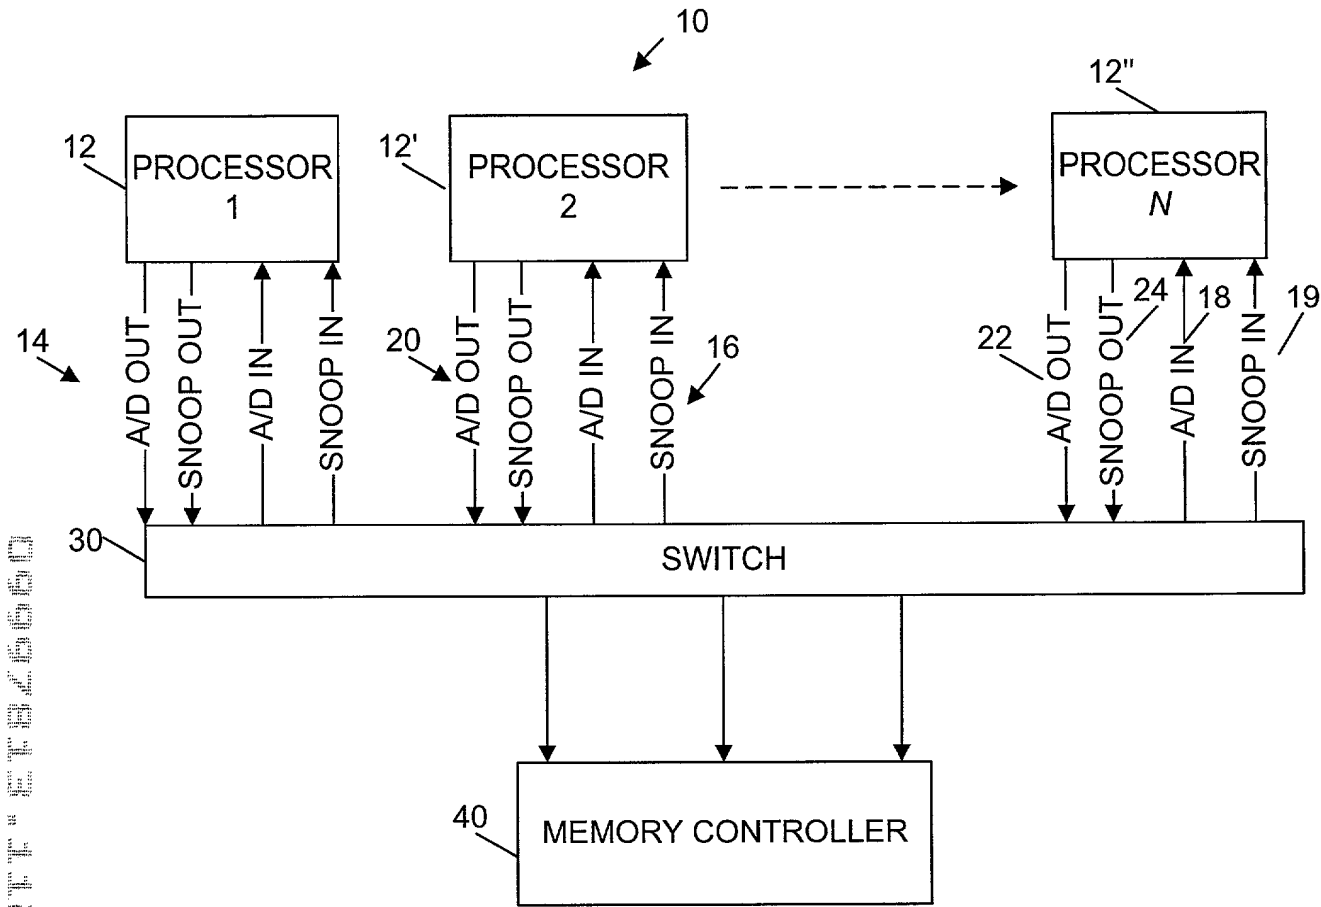 10
12
PROCESSOR
1
12'
PROCESSOR
2
12"
PROCESSOR
N
14
A/D OUT
SNOOP OUT
A/D IN
SNOOP IN
20
A/D OUT
SNOOP OUT
A/D IN
SNOOP IN
16
22
A/D OUT
SNOOP OUT
24
A/D IN
18
SNOOP IN
19
30
SWITCH
40
MEMORY CONTROLLER